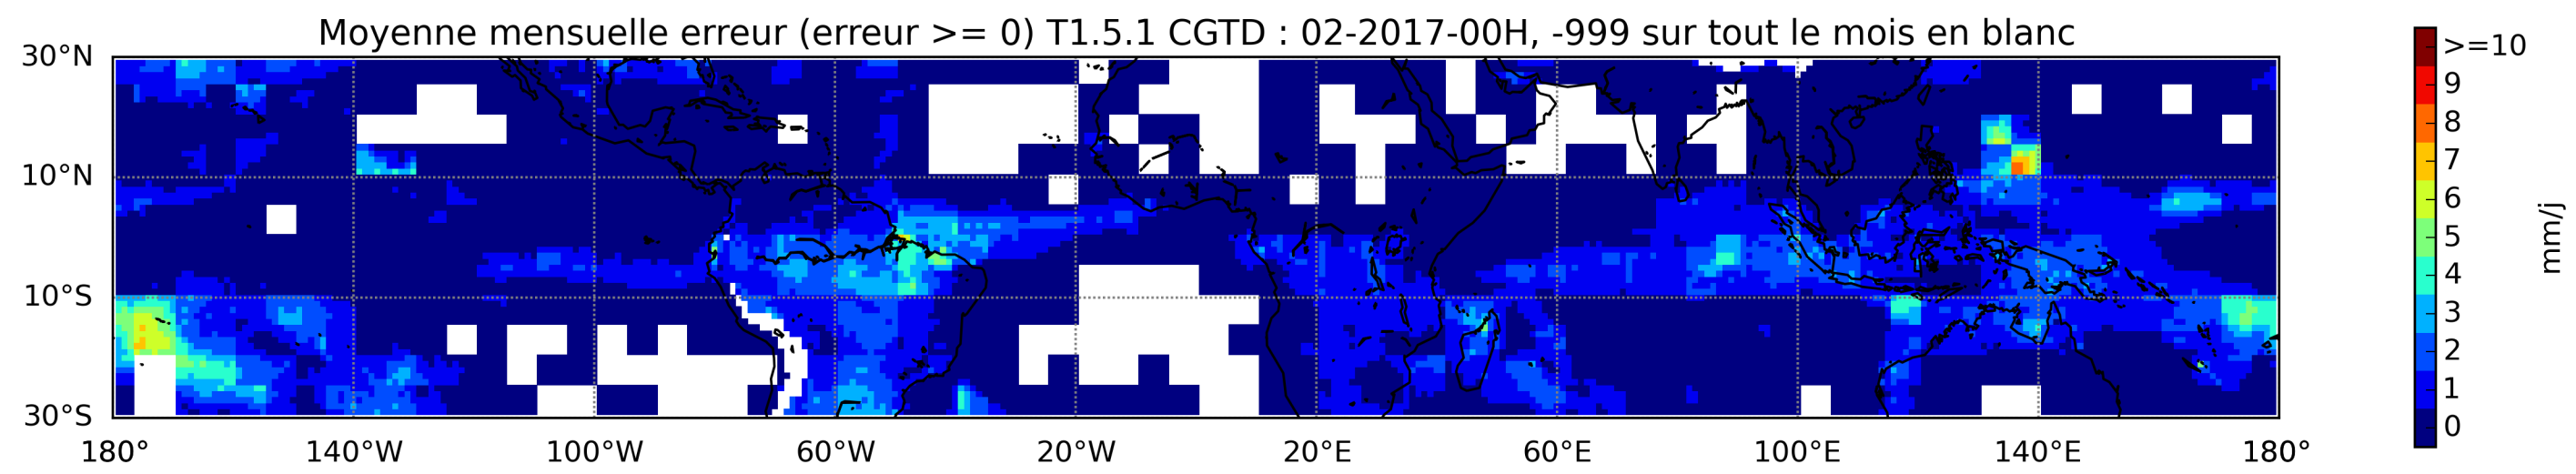 Moyenne mensuelle erreur (erreur >= 0) T1.5.1 CGTD : 02-2017-00H, -999 sur tout le mois en blanc
30°N
10°N
10°S
30°S
180° 140°W 100°W 60°W 20°W 20°E 60°E 100°E 140°E 180°
>=10
9
8
7
6
5
4
3
2
1
0
mm/j